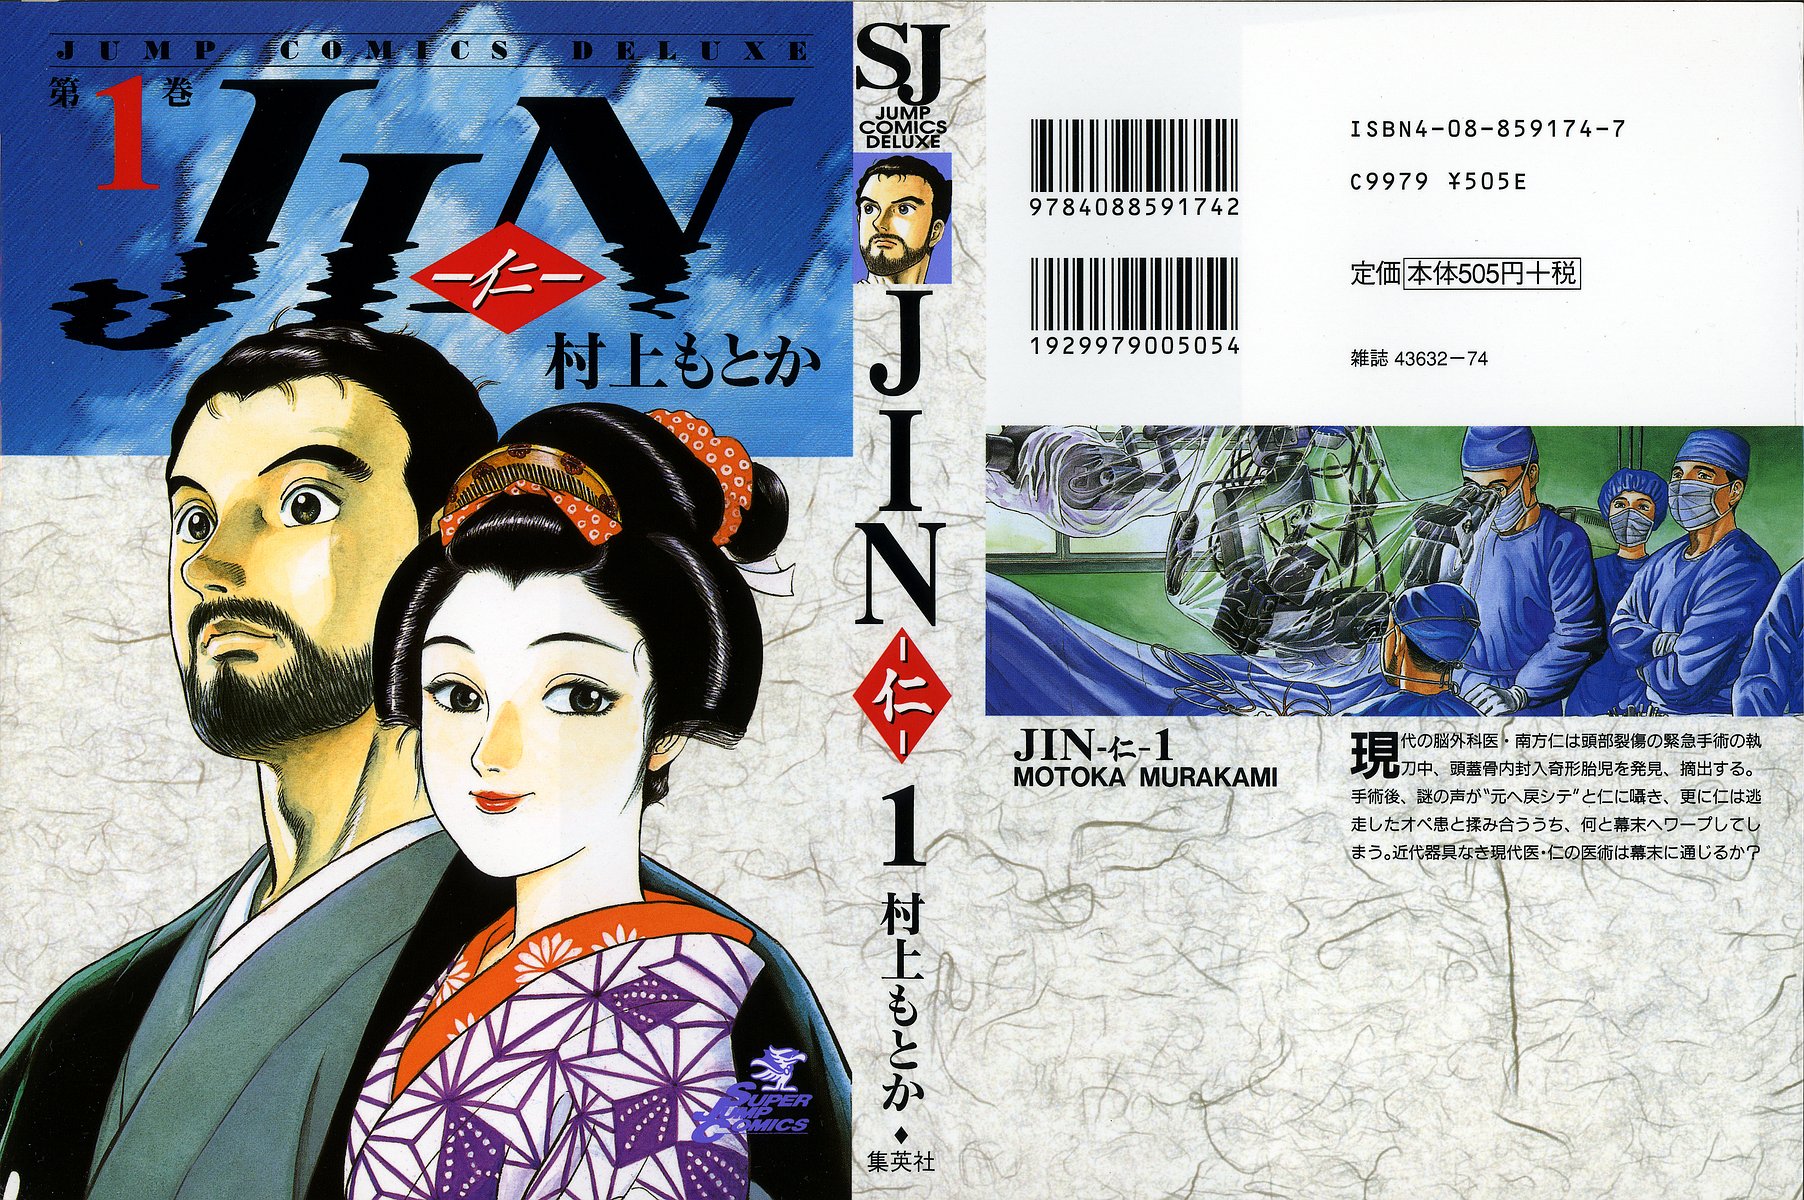 JUMP COMICS DELUXE
第1巻
JIN
-仁-
村上もとか
SUPER
JUMP
COMICS
SJ
JUMP
COMICS
DELUXE
JIN
-仁-
1
村上もとか
集英社
9784088591742
1929979005054
ISBN4-08-859174-7
C9979 ¥505E
定価 本体505円+税
雑誌 43632-74
JIN-仁-1
MOTOKA MURAKAMI
現代の脳外科医・南方仁は頭部裂傷の緊急手術の執
刀中、頭蓋骨内封入奇形胎児を発見、摘出する。
手術後、謎の声が"元へ戻シテ"と仁に囁き、更に仁は逃
走したオペ患と揉み合ううち、何と幕末へワープしてし
まう。近代器具なき現代医・仁の医術は幕末に通じるか?